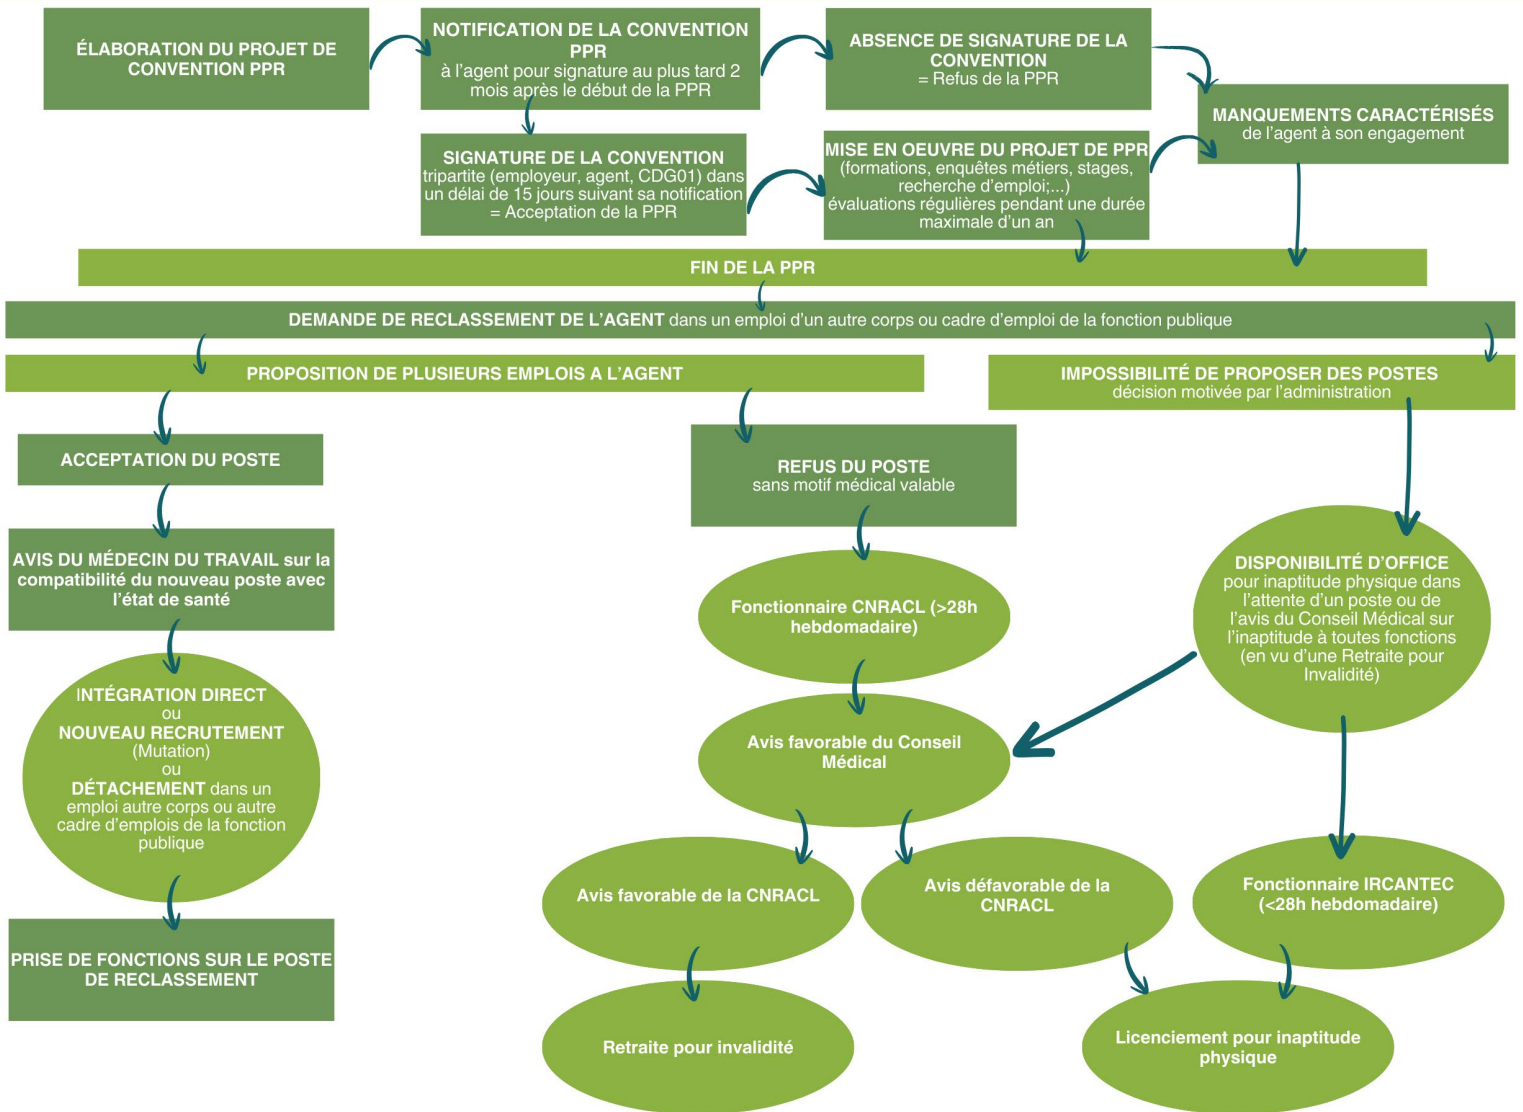 ÉLABORATION DU PROJET DE
CONVENTION PPR
NOTIFICATION DE LA CONVENTION
PPR
à l'agent pour signature au plus tard 2
mois après le début de la PPR
ABSENCE DE SIGNATURE DE LA
CONVENTION
= Refus de la PPR
MANQUEMENTS CARACTÉRISÉS
de l'agent à son engagement
SIGNATURE DE LA CONVENTION
tripartite (employeur, agent, CDG01) dans
un délai de 15 jours suivant sa notification
= Acceptation de la PPR
MISE EN OEUVRE DU PROJET DE PPR
(formations, enquêtes métiers, stages,
recherche d'emploi;...)
évaluations régulières pendant une durée
maximale d'un an
FIN DE LA PPR
DEMANDE DE RECLASSEMENT DE L'AGENT dans un emploi d'un autre corps ou cadre d'emploi de la fonction publique
PROPOSITION DE PLUSIEURS EMPLOIS A L'AGENT
IMPOSSIBILITÉ DE PROPOSER DES POSTES
décision motivée par l'administration
ACCEPTATION DU POSTE
REFUS DU POSTE
sans motif médical valable
AVIS DU MÉDECIN DU TRAVAIL sur la
compatibilité du nouveau poste avec
l'état de santé
Fonctionnaire CNRACL (>28h
hebdomadaire)
DISPONIBILITÉ D'OFFICE
pour inaptitude physique dans
l'attente d'un poste ou de
l'avis du Conseil Médical sur
l'inaptitude à toutes fonctions
(en vu d'une Retraite pour
Invalidité)
INTÉGRATION DIRECT
ou
NOUVEAU RECRUTEMENT
(Mutation)
ou
DÉTACHEMENT dans un
emploi autre corps ou autre
cadre d'emplois de la fonction
publique
Avis favorable du Conseil
Médical
Avis favorable de la CNRACL
Avis défavorable de la
CNRACL
Fonctionnaire IRCANTEC
(<28h hebdomadaire)
PRISE DE FONCTIONS SUR LE POSTE
DE RECLASSEMENT
Retraite pour invalidité
Licenciement pour inaptitude
physique